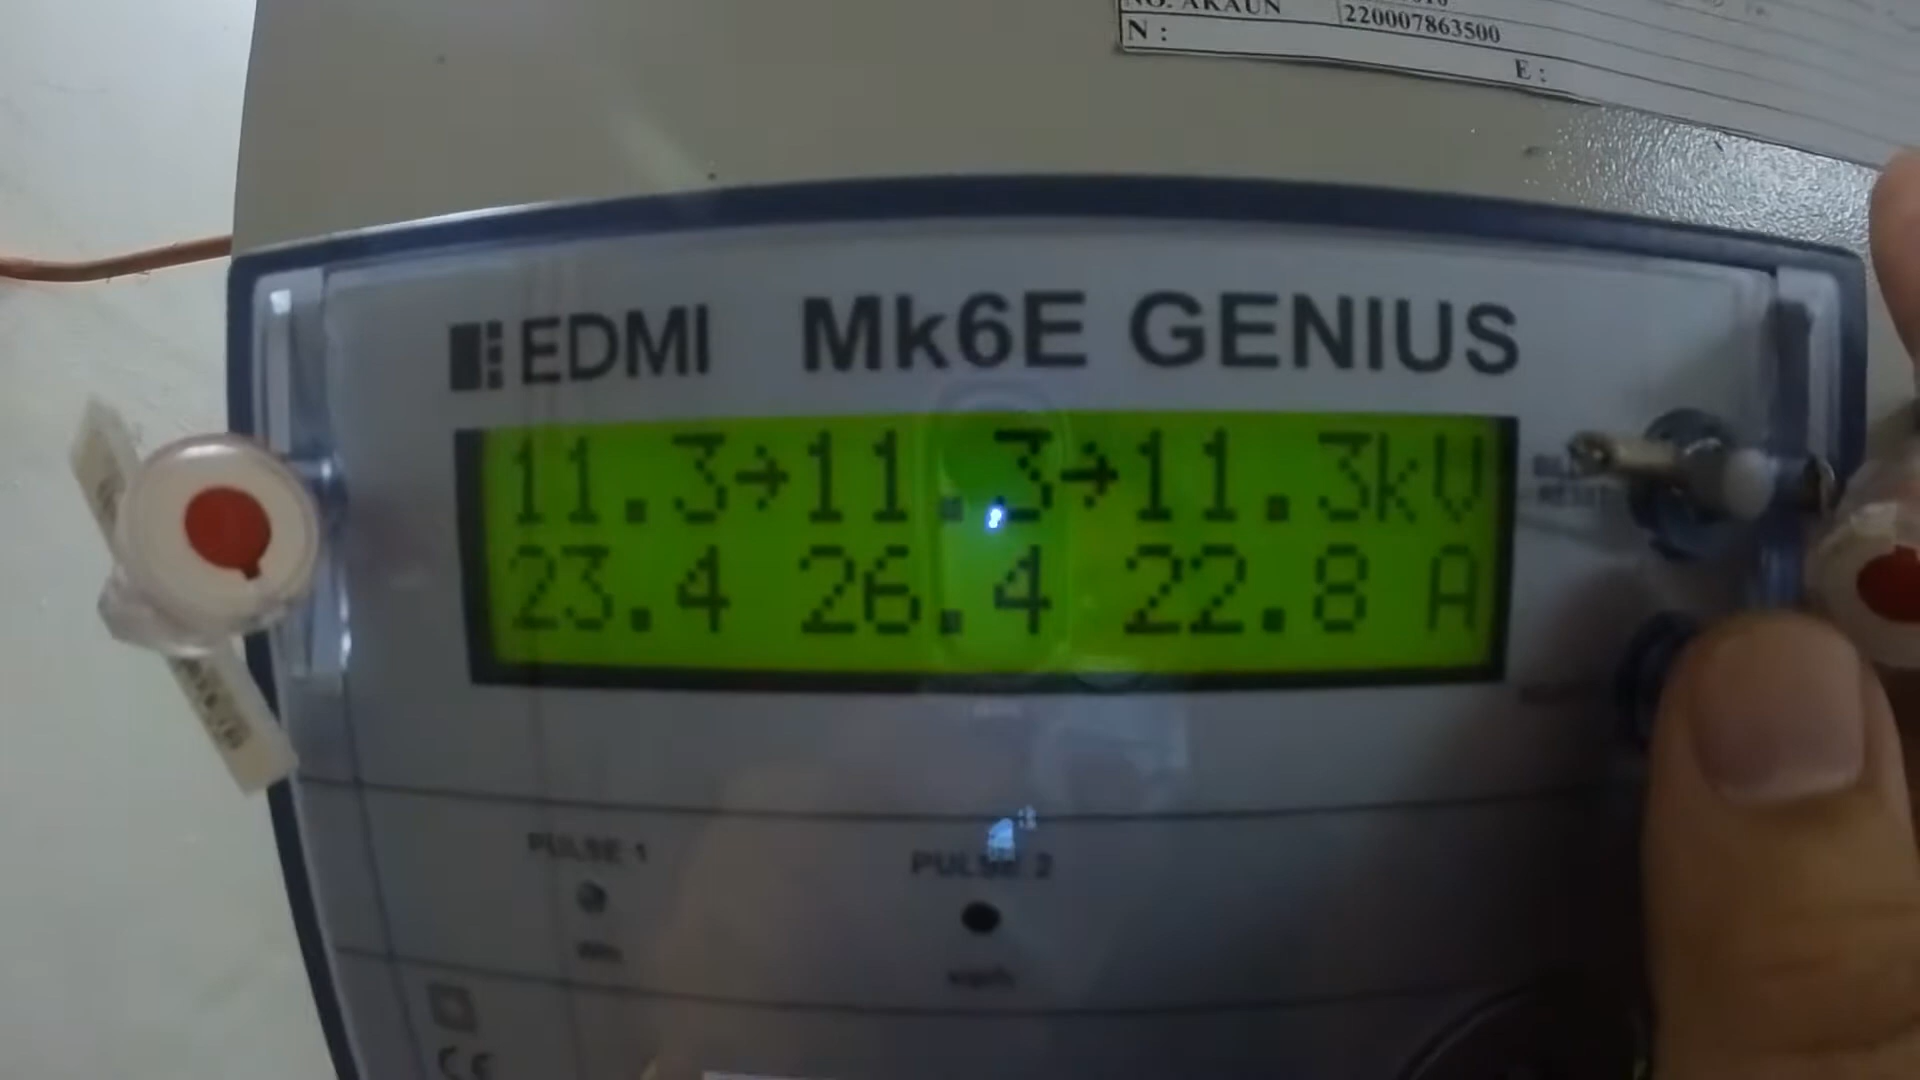 NO. AKAUN 220007863500
N :
E :
EDMI Mk6E GENIUS
11.3→11.3→11.3kV
23.4 26.4 22.8 A
PULSE 1
PULSE 2
CE